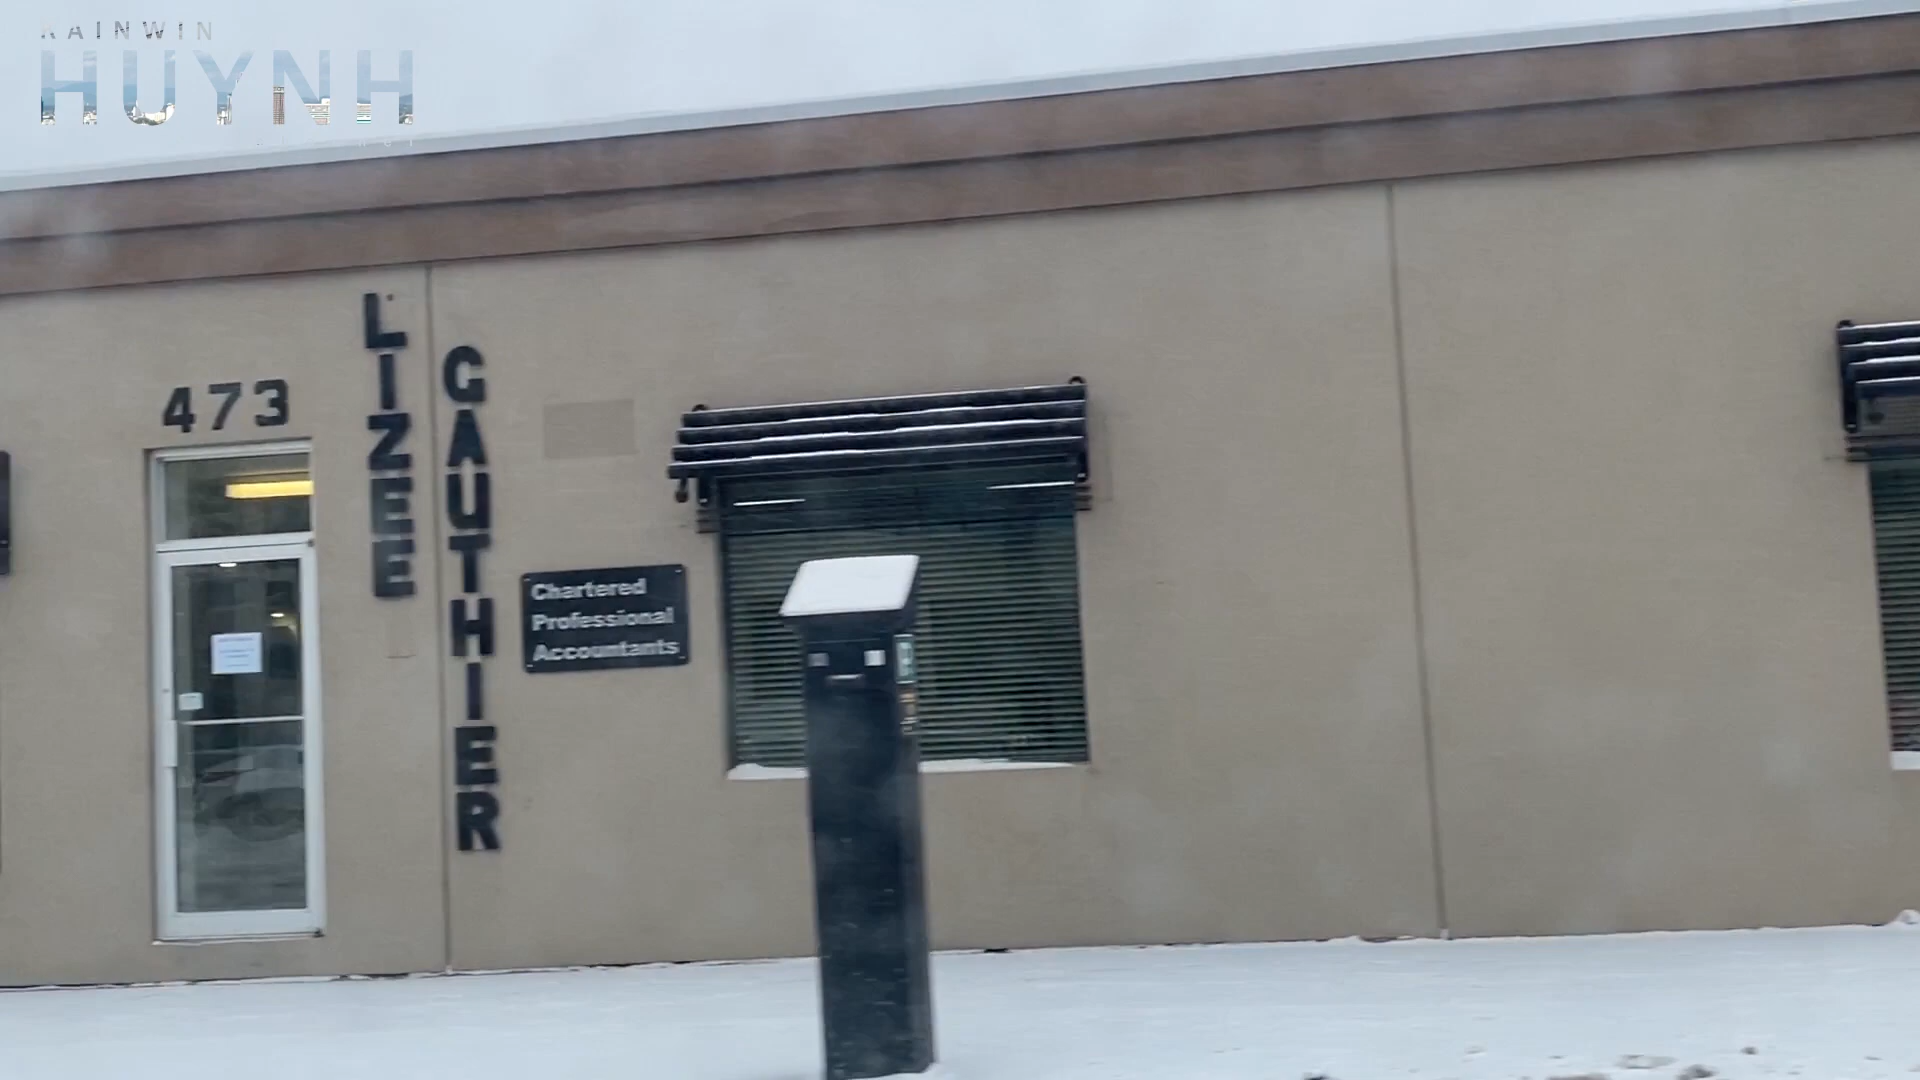 RAINWIN
HUYNH
473
LIZEE
GAUTHIER
Chartered
Professional
Accountants
P